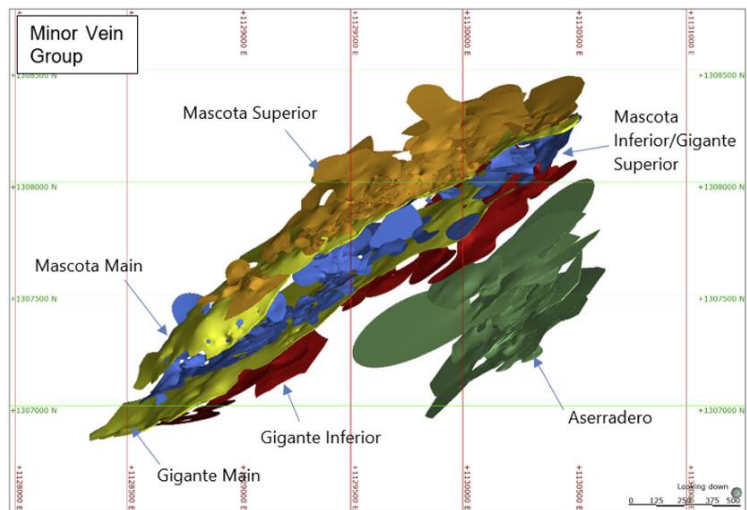 Minor Vein
Group
+1129000 E
+1129500 E
+1130000 E
+1130500 E
+1131000 E
+1308500 N
+1308500 N
Mascota Superior
Mascota
Inferior/Gigante
Superior
+1308000 N
+1308000 N
Mascota Main
+1307500 N
+1307500 N
+1307000 N
+1307000 N
Aserradero
Gigante Inferior
Gigante Main
+1128000 E
+1128500 E
+1129000 E
+1129500 E
+1130000 E
+1130500 E
+1131000 E
Looking down
0 125 250 375 500